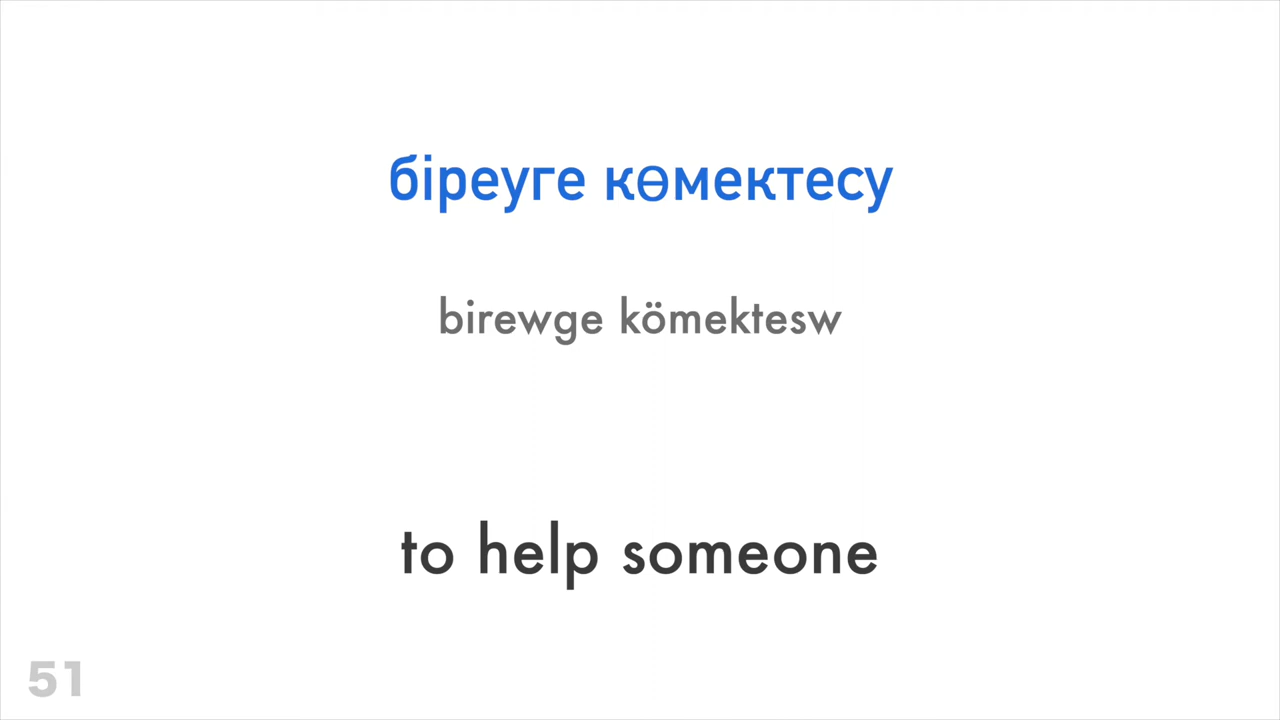 біреуге көмектесу
birewge kömektesw
to help someone
51